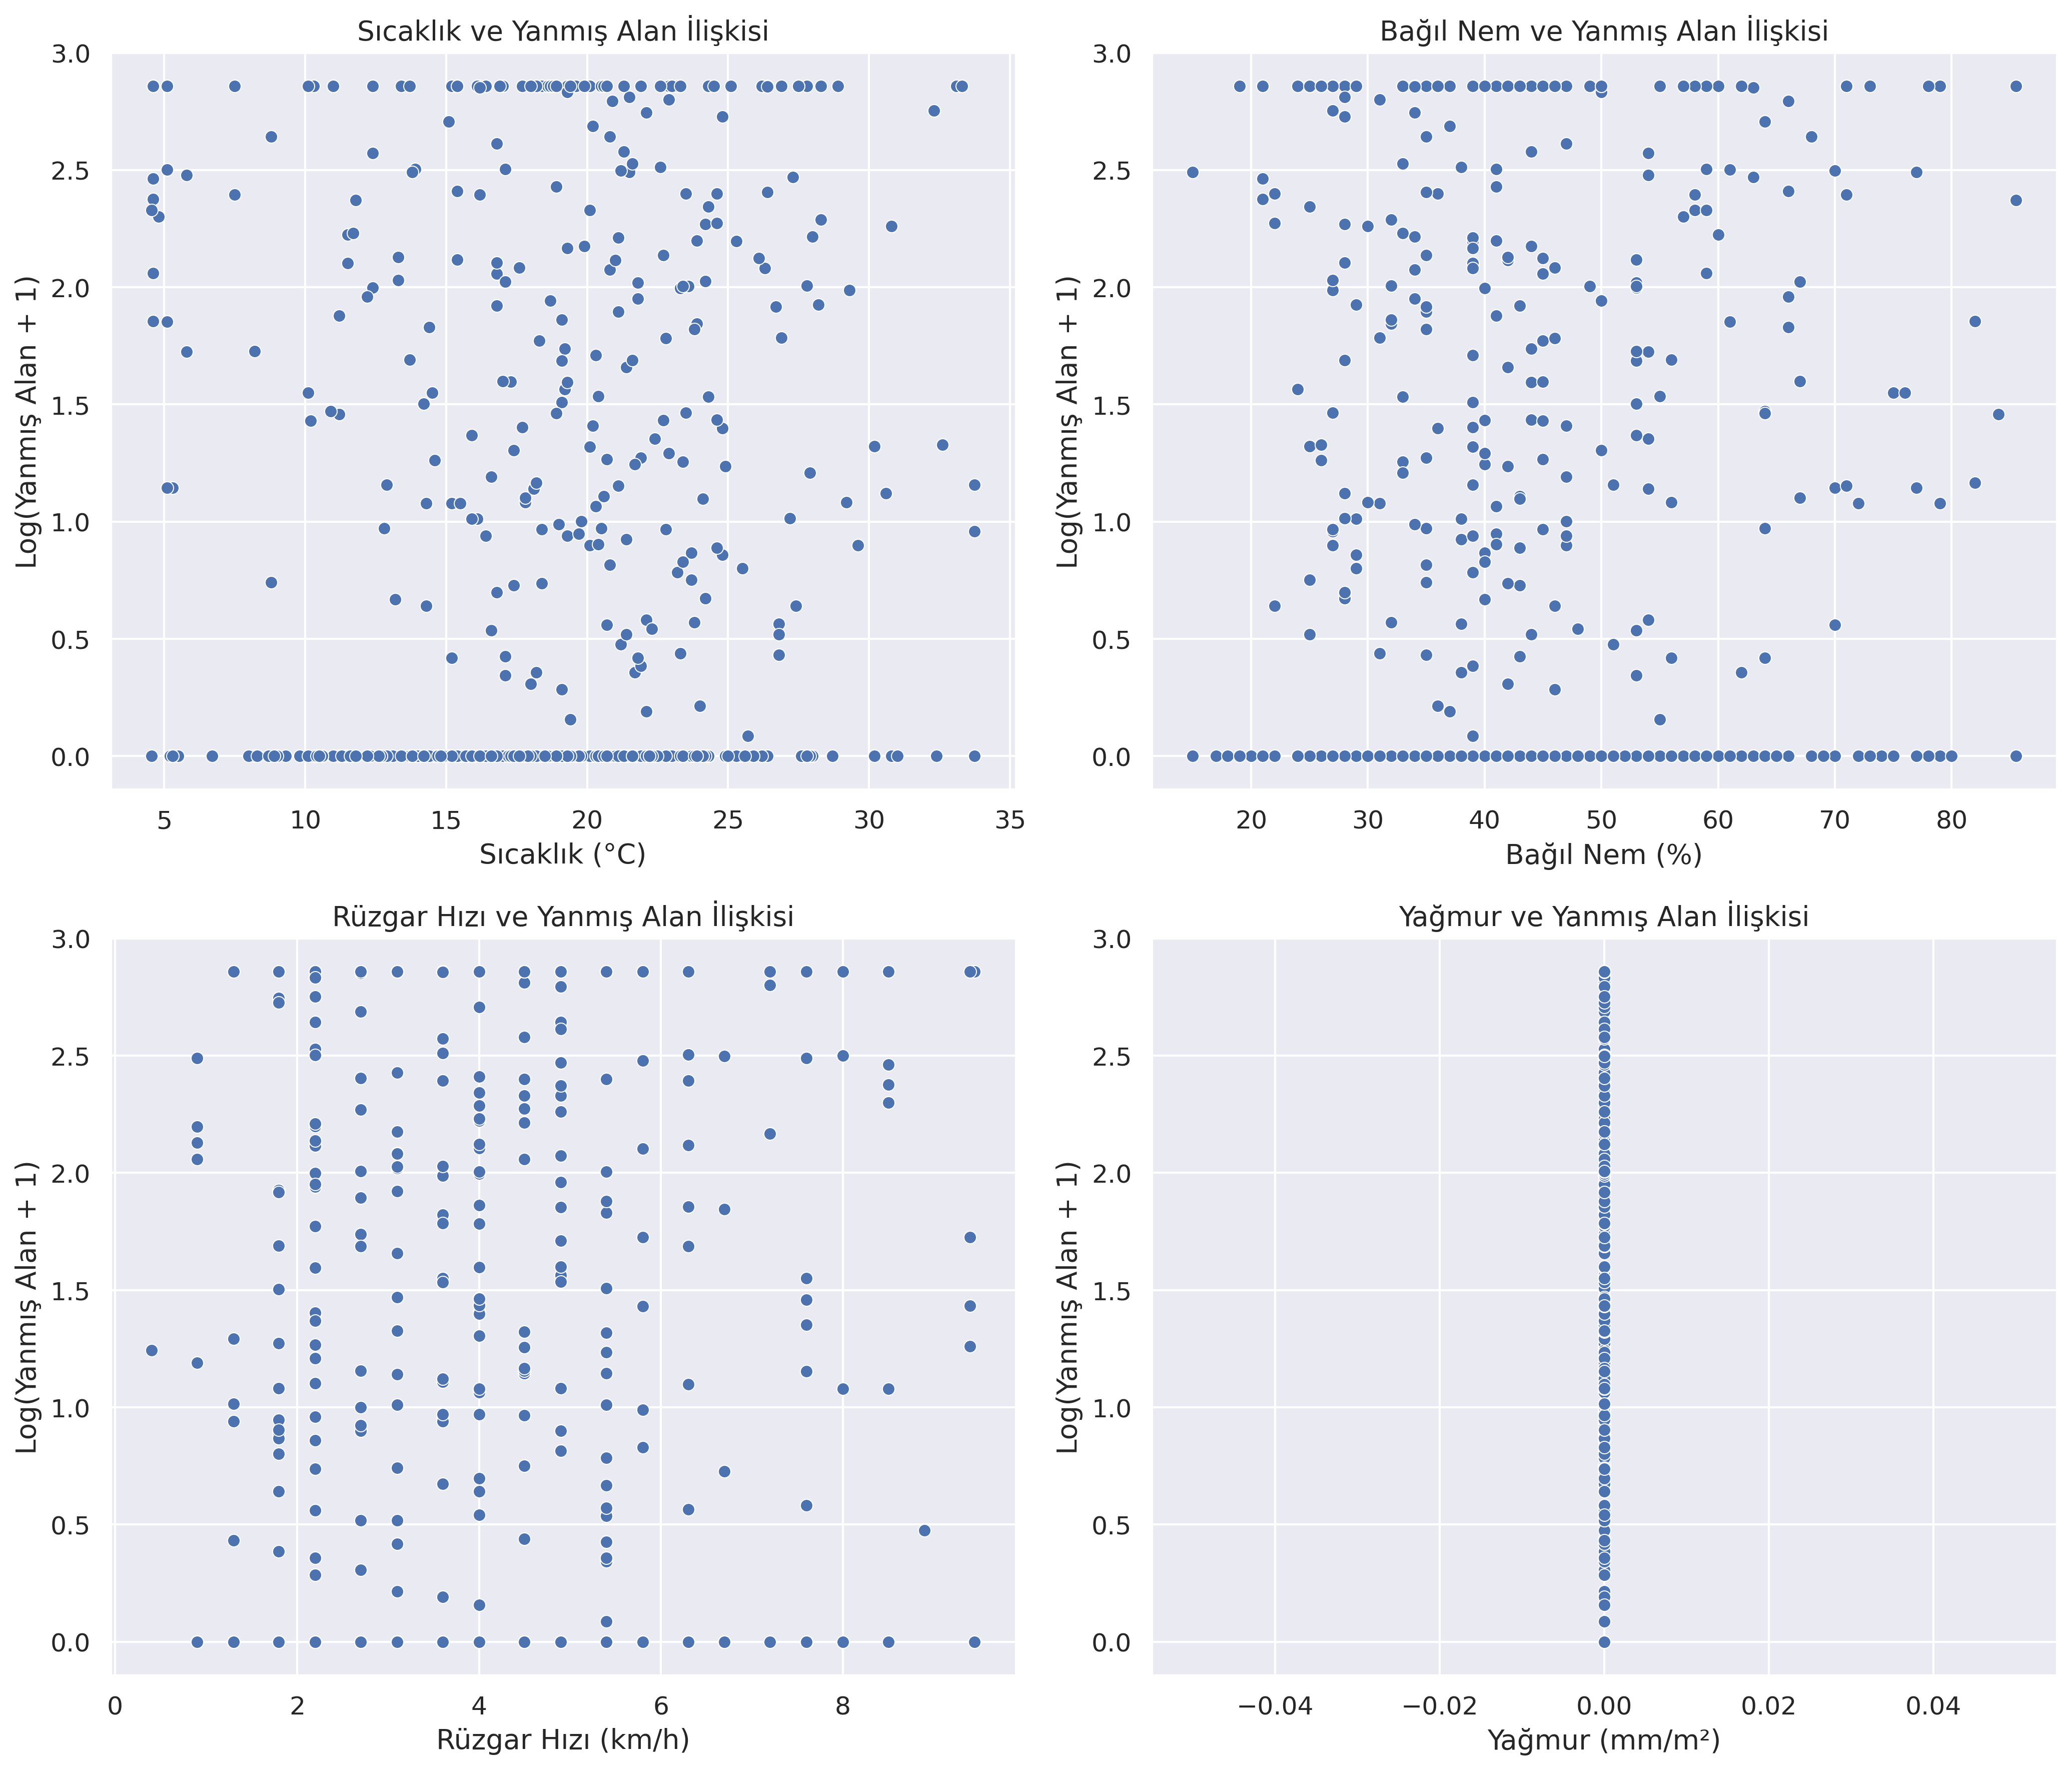 Sıcaklık ve Yanmış Alan İlişkisi
3.0
2.5
2.0
1.5
1.0
0.5
0.0
Log(Yanmış Alan + 1)
5 10 15 20 25 30 35
Sıcaklık (°C)
Bağıl Nem ve Yanmış Alan İlişkisi
3.0
2.5
2.0
1.5
1.0
0.5
0.0
Log(Yanmış Alan + 1)
20 30 40 50 60 70 80
Bağıl Nem (%)
Rüzgar Hızı ve Yanmış Alan İlişkisi
3.0
2.5
2.0
1.5
1.0
0.5
0.0
Log(Yanmış Alan + 1)
0 2 4 6 8
Rüzgar Hızı (km/h)
Yağmur ve Yanmış Alan İlişkisi
3.0
2.5
2.0
1.5
1.0
0.5
0.0
Log(Yanmış Alan + 1)
−0.04 −0.02 0.00 0.02 0.04
Yağmur (mm/m²)